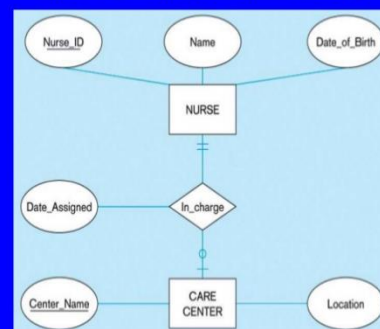 Nurse_ID
Name
Date_of_Birth
NURSE
Date_Assigned
In_charge
Center_Name
CARE
CENTER
Location